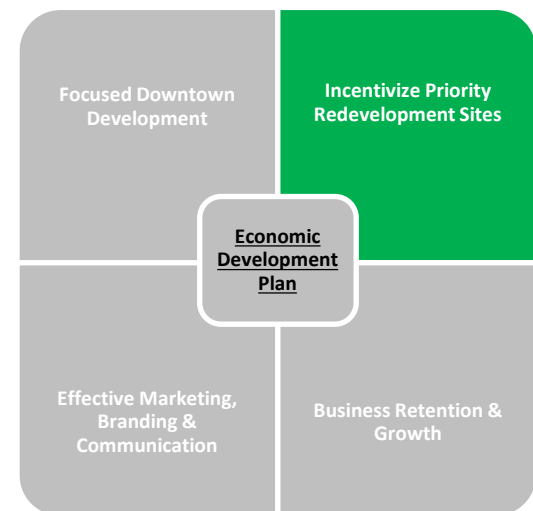 Focused Downtown
Development
Incentivize Priority
Redevelopment Sites
Economic
Development
Plan
Effective Marketing,
Branding &
Communication
Business Retention &
Growth